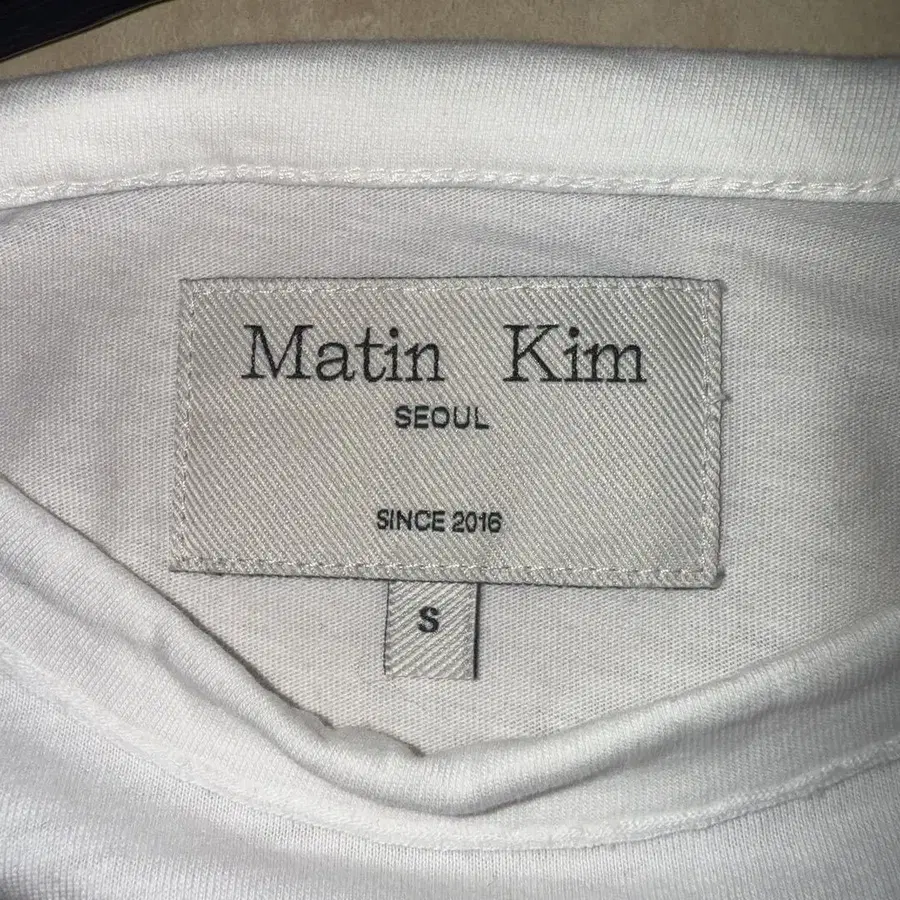 Matin Kim
SEOUL
SINCE 2016
S